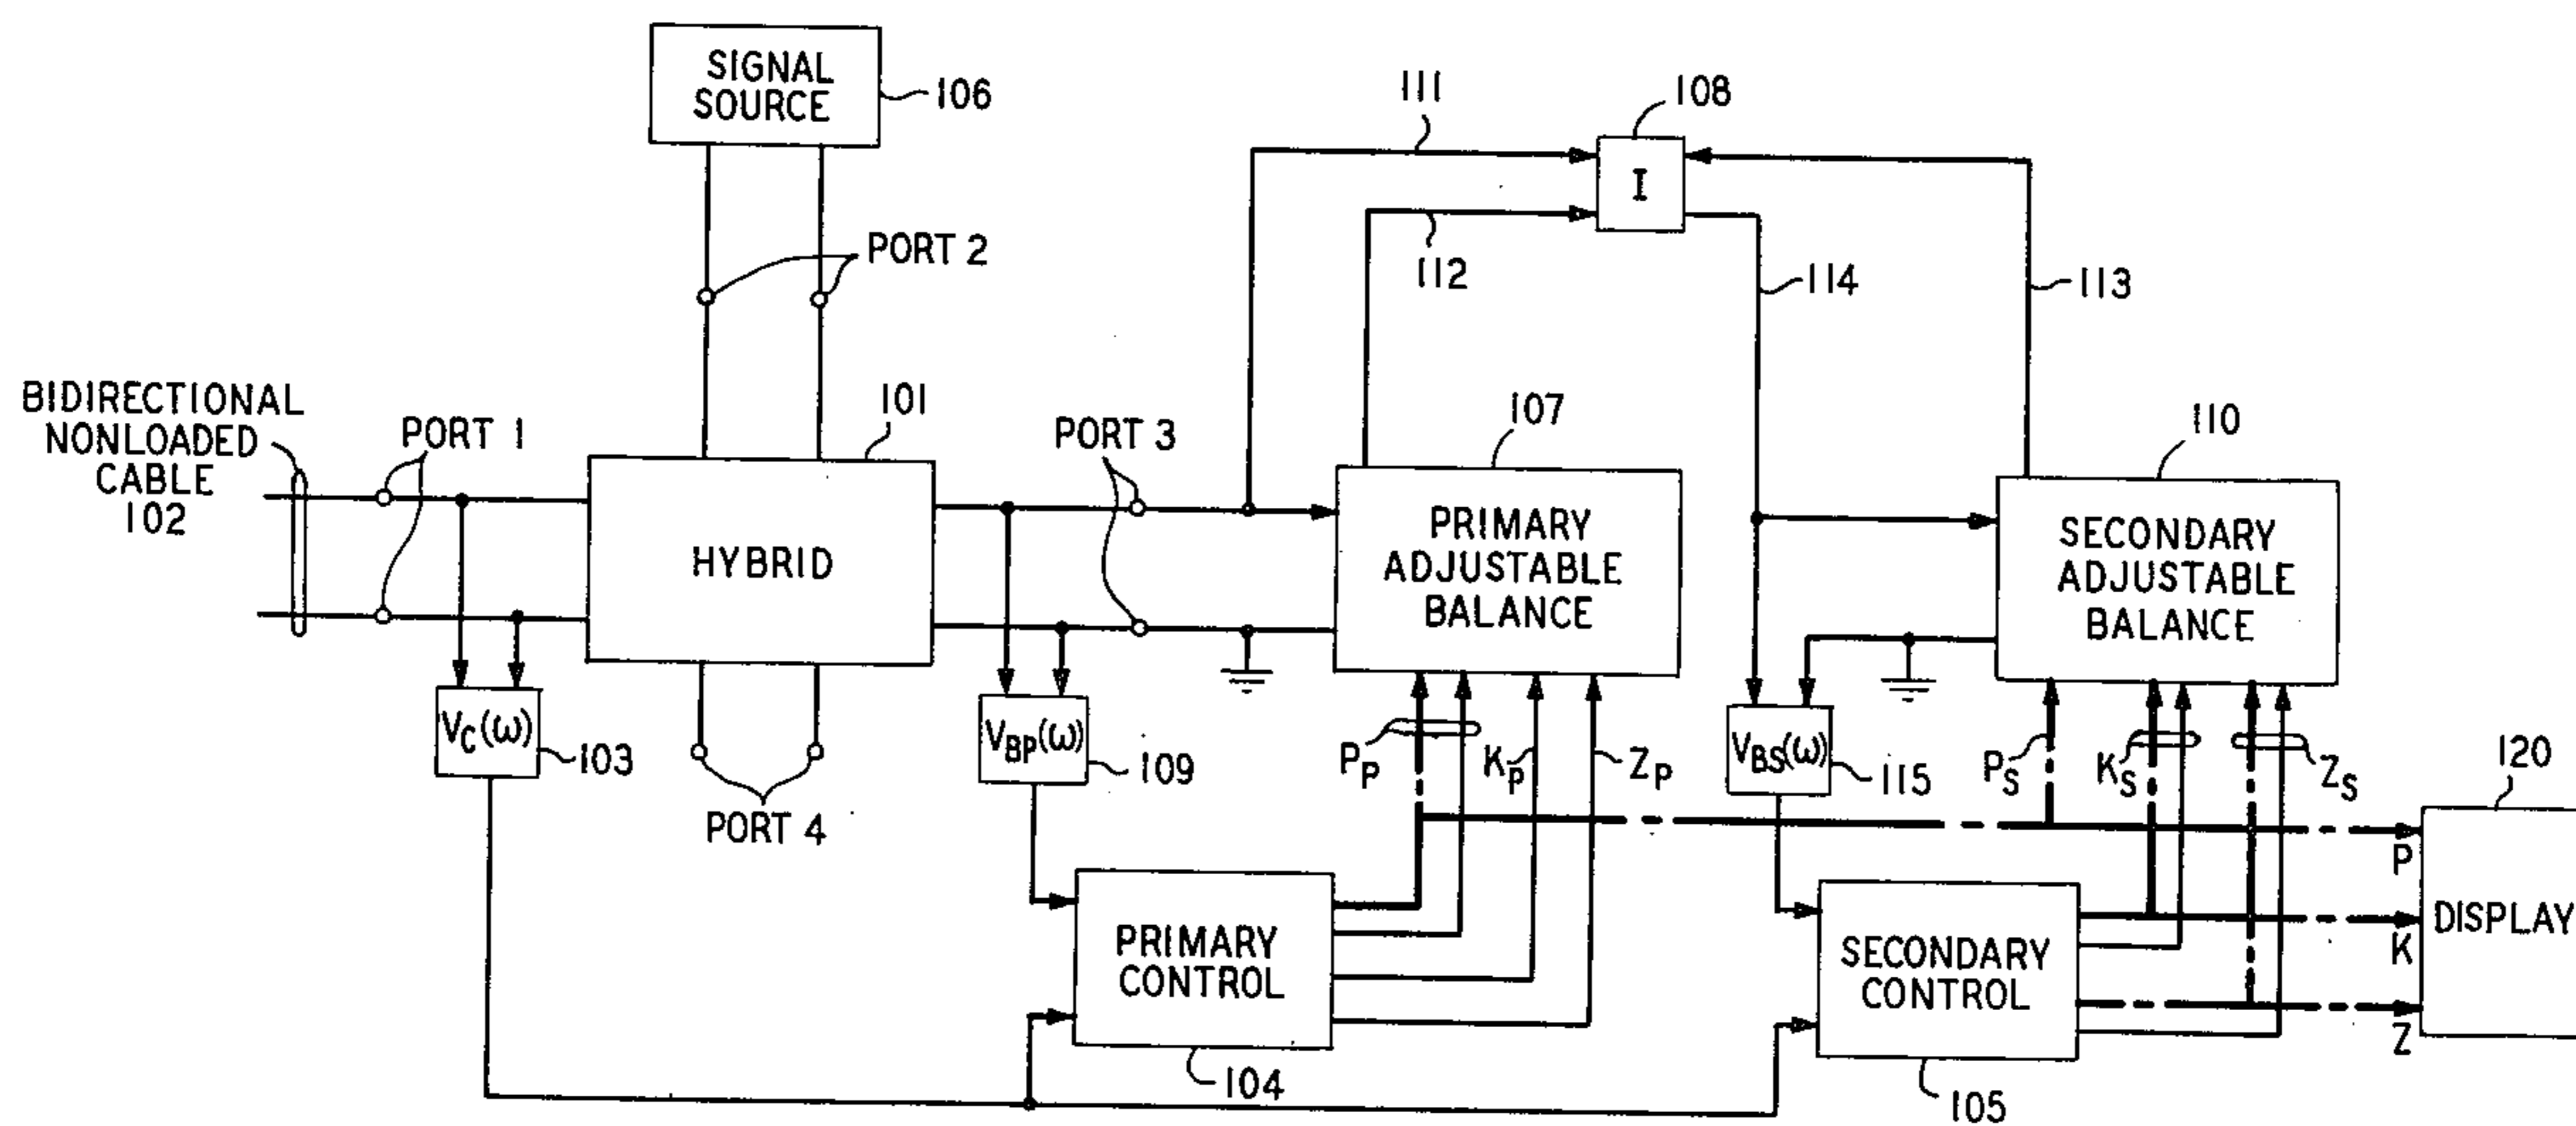 SIGNAL
SOURCE
106
PORT 2
111
108
I
112
114
113
BIDIRECTIONAL
NONLOADED
CABLE
102
PORT 1
101
HYBRID
PORT 3
107
PRIMARY
ADJUSTABLE
BALANCE
110
SECONDARY
ADJUSTABLE
BALANCE
VC(ω)
103
PORT 4
VBP(ω)
109
PP
KP
ZP
VBS(ω)
115
PS
KS
ZS
120
P
K
Z
DISPLAY
PRIMARY
CONTROL
104
SECONDARY
CONTROL
105